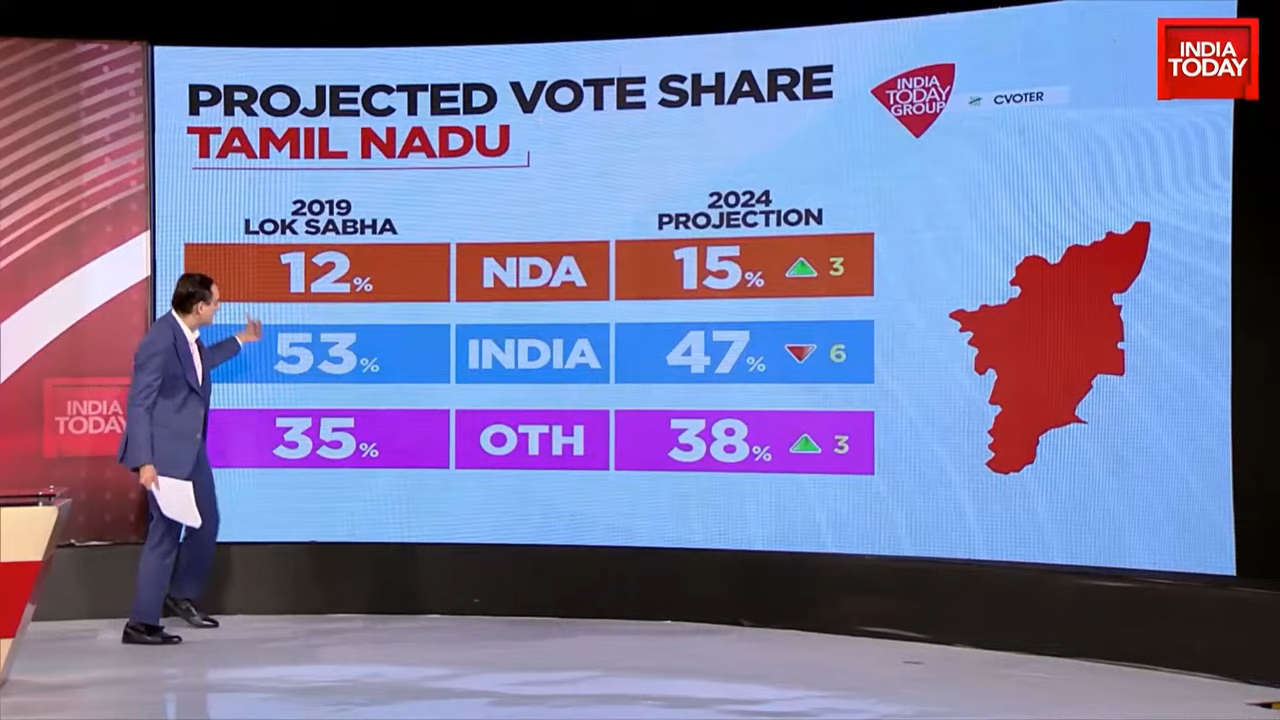 INDIA
TODAY
PROJECTED VOTE SHARE
TAMIL NADU
INDIA
TODAY
GROUP
CVOTER
2019
LOK SABHA
2024
PROJECTION
12% NDA 15% 3
53% INDIA 47% 6
35% OTH 38% 3
INDIA
TODAY